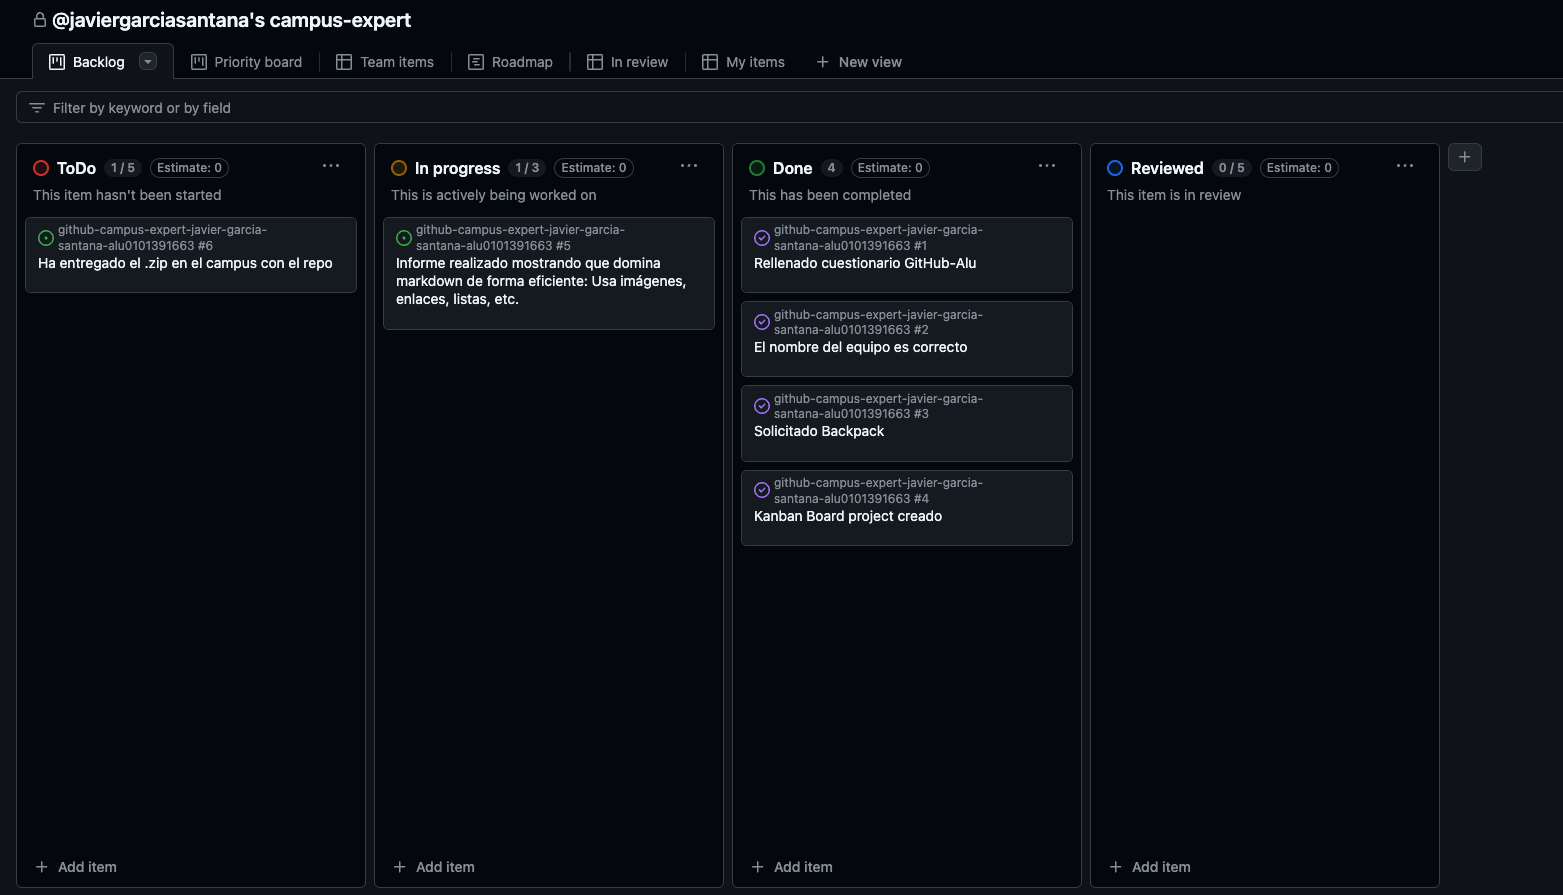 @javiergarciasantana's campus-expert
Backlog
Priority board
Team items
Roadmap
In review
My items
New view
Filter by keyword or by field
ToDo 1 / 5 Estimate: 0
This item hasn't been started
github-campus-expert-javier-garcia-
santana-alu0101391663 #6
Ha entregado el .zip en el campus con el repo
Add item
In progress 1 / 3 Estimate: 0
This is actively being worked on
github-campus-expert-javier-garcia-
santana-alu0101391663 #5
Informe realizado mostrando que domina
markdown de forma eficiente: Usa imágenes,
enlaces, listas, etc.
Add item
Done 4 Estimate: 0
This has been completed
github-campus-expert-javier-garcia-
santana-alu0101391663 #1
Rellenado cuestionario GitHub-Alu
github-campus-expert-javier-garcia-
santana-alu0101391663 #2
El nombre del equipo es correcto
github-campus-expert-javier-garcia-
santana-alu0101391663 #3
Solicitado Backpack
github-campus-expert-javier-garcia-
santana-alu0101391663 #4
Kanban Board project creado
Add item
Reviewed 0 / 5 Estimate: 0
This item is in review
Add item